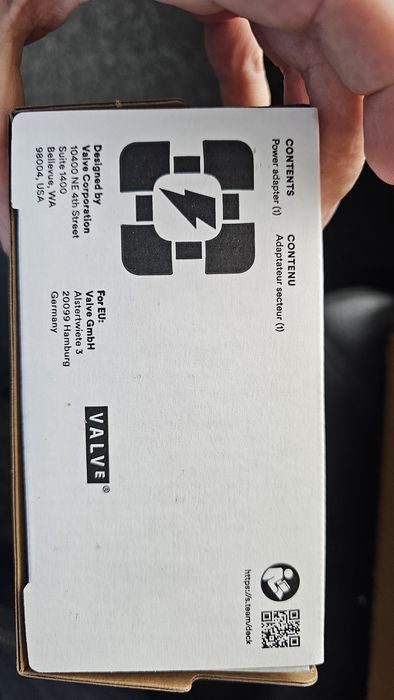 CONTENTS
Power adapter (1)
CONTENU
Adaptateur secteur (1)
Designed by
Valve Corporation
10400 NE 4th Street
Suite 1400
Bellevue, WA
98004, USA
For EU:
Valve GmbH
Alstertwiete 3
20099 Hamburg
Germany
VALVE®
https://s.team/deck